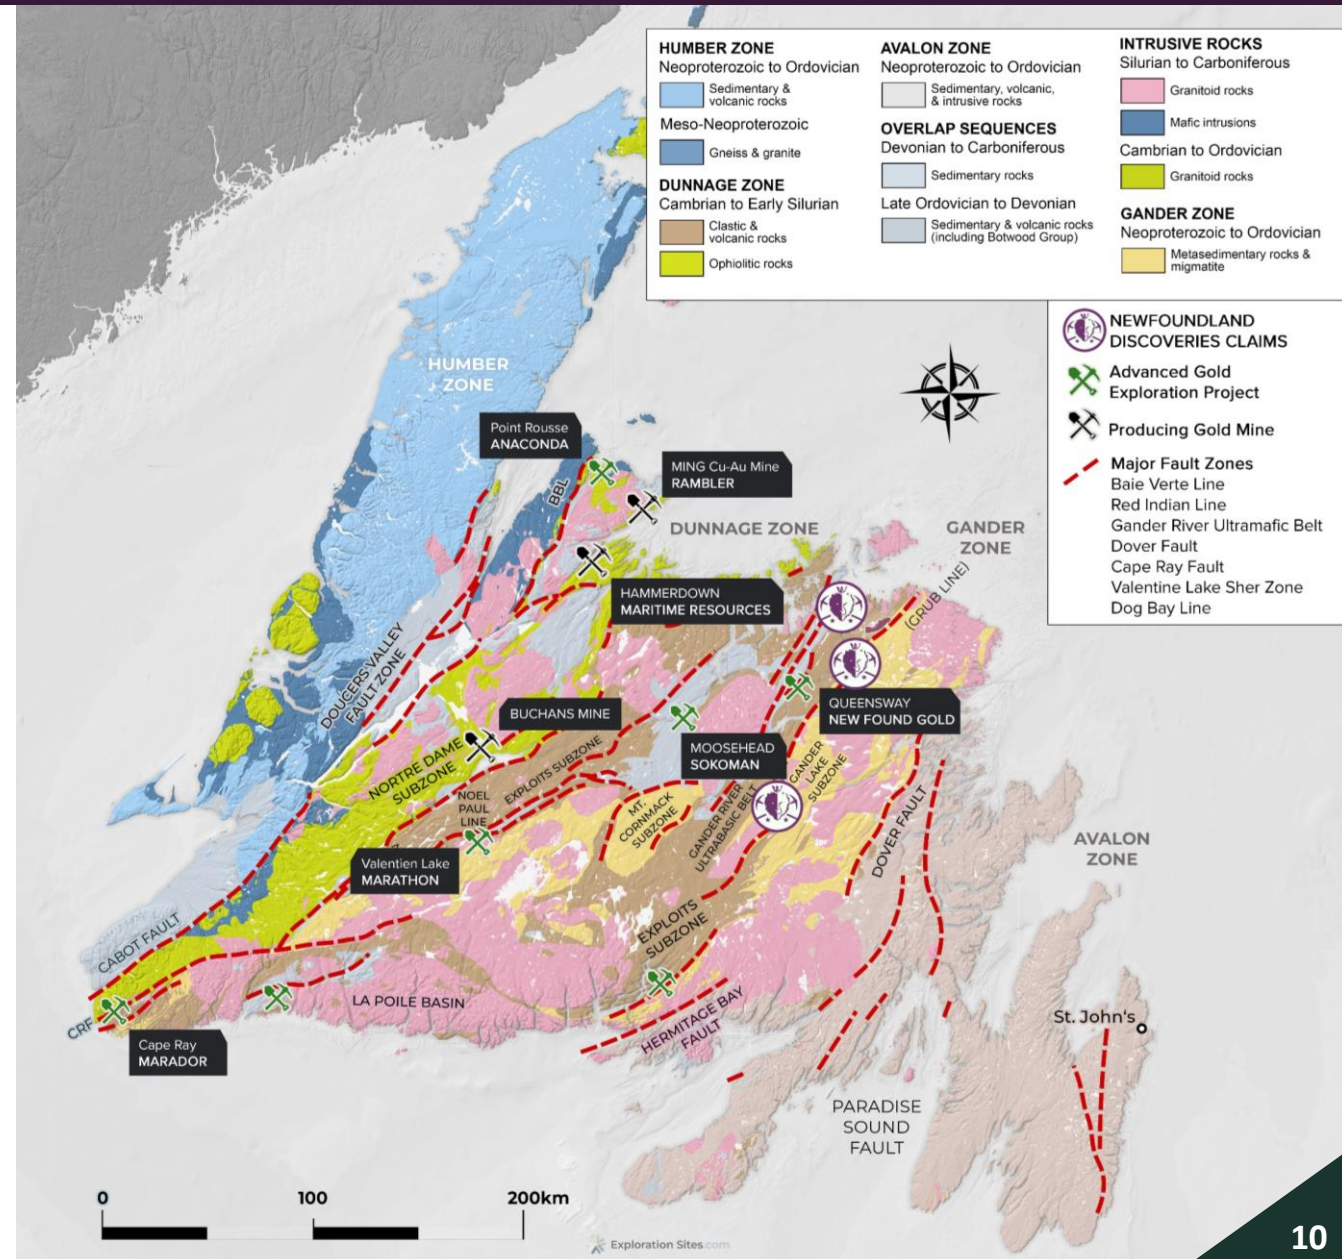 HUMBER ZONE
Neoproterozoic to Ordovician
Sedimentary &
volcanic rocks
Meso-Neoproterozoic
Gneiss & granite
DUNNAGE ZONE
Cambrian to Early Silurian
Clastic &
volcanic rocks
Ophiolitic rocks
AVALON ZONE
Neoproterozoic to Ordovician
Sedimentary, volcanic,
& intrusive rocks
OVERLAP SEQUENCES
Devonian to Carboniferous
Sedimentary rocks
Late Ordovician to Devonian
Sedimentary & volcanic rocks
(including Botwood Group)
INTRUSIVE ROCKS
Silurian to Carboniferous
Granitoid rocks
Mafic intrusions
Cambrian to Ordovician
Granitoid rocks
GANDER ZONE
Neoproterozoic to Ordovician
Metasedimentary rocks &
migmatite
NEWFOUNDLAND
DISCOVERIES CLAIMS
Advanced Gold
Exploration Project
Producing Gold Mine
Major Fault Zones
Baie Verte Line
Red Indian Line
Gander River Ultramafic Belt
Dover Fault
Cape Ray Fault
Valentine Lake Sher Zone
Dog Bay Line
HUMBER
ZONE
Point Rousse
ANACONDA
BBL
MING Cu-Au Mine
RAMBLER
DUNNAGE ZONE
GANDER
ZONE
(GRUB LINE)
HAMMERDOWN
MARITIME RESOURCES
DOUCERS VALLEY
FAULT ZONE
QUEENSWAY
NEW FOUND GOLD
BUCHANS MINE
MOOSEHEAD
SOKOMAN
NORTRE DAME
SUBZONE
EXPLOITS SUBZONE
NOEL
PAUL
LINE
MT.
CORNMACK
SUBZONE
GANDER RIVER
ULTRABASIC BELT
GANDER
LAKE
SUBZONE
DOVER FAULT
AVALON
ZONE
Valentien Lake
MARATHON
EXPLOITS
SUBZONE
CABOT FAULT
LA POILE BASIN
CRF
HERMITAGE BAY
FAULT
St. John's
Cape Ray
MARADOR
PARADISE
SOUND
FAULT
0 100 200km
Exploration Sites.com
10